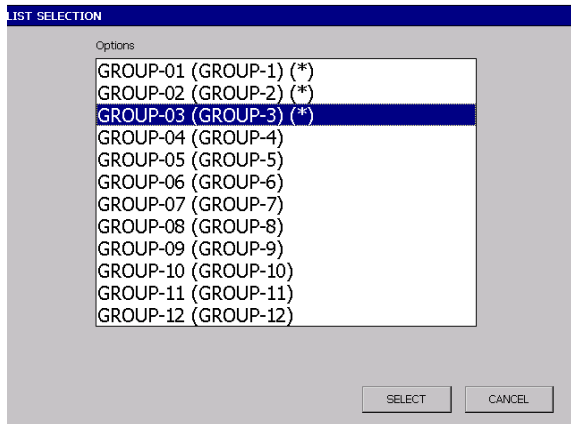 LIST SELECTION
Options
GROUP-01 (GROUP-1) (*)
GROUP-02 (GROUP-2) (*)
GROUP-03 (GROUP-3) (*)
GROUP-04 (GROUP-4)
GROUP-05 (GROUP-5)
GROUP-06 (GROUP-6)
GROUP-07 (GROUP-7)
GROUP-08 (GROUP-8)
GROUP-09 (GROUP-9)
GROUP-10 (GROUP-10)
GROUP-11 (GROUP-11)
GROUP-12 (GROUP-12)
SELECT CANCEL